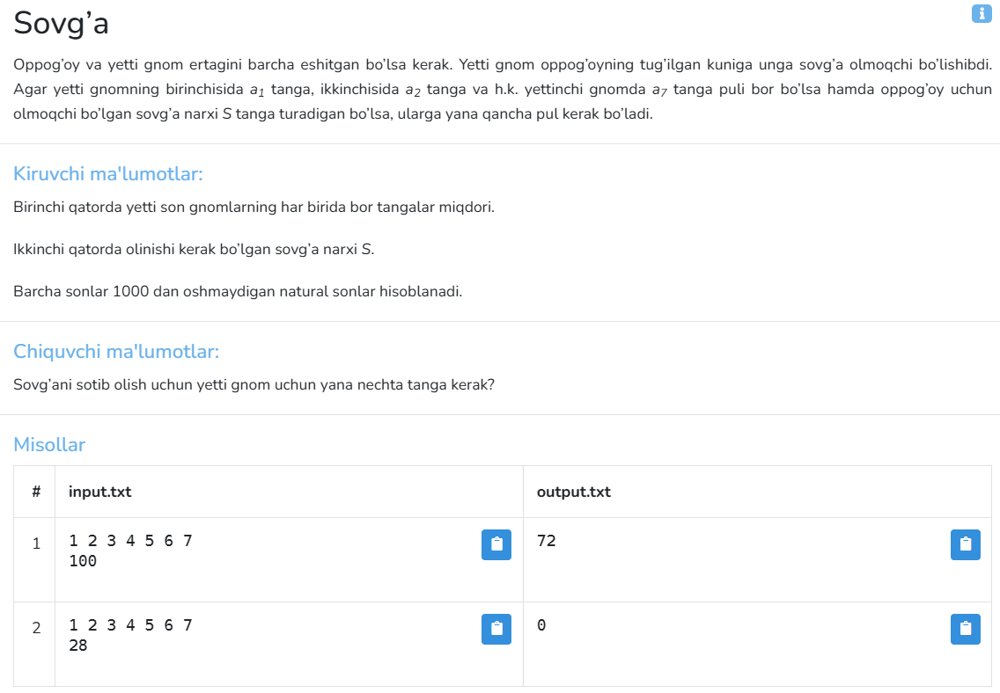 Sovg’a
Oppog’oy va yetti gnom ertagini barcha eshitgan bo’lsa kerak. Yetti gnom oppog’oyning tug’ilgan kuniga unga sovg’a olmoqchi bo’lishibdi.
Agar yetti gnomning birinchisida a1 tanga, ikkinchisida a2 tanga va h.k. yettinchi gnomda a7 tanga puli bor bo’lsa hamda oppog’oy uchun
olmoqchi bo’lgan sovg’a narxi S tanga turadigan bo’lsa, ularga yana qancha pul kerak bo’ladi.
Kiruvchi ma'lumotlar:
Birinchi qatorda yetti son gnomlarning har birida bor tangalar miqdori.
Ikkinchi qatorda olinishi kerak bo’lgan sovg’a narxi S.
Barcha sonlar 1000 dan oshmaydigan natural sonlar hisoblanadi.
Chiquvchi ma'lumotlar:
Sovg’ani sotib olish uchun yetti gnom uchun yana nechta tanga kerak?
Misollar
# input.txt output.txt
1 1 2 3 4 5 6 7 72
100
2 1 2 3 4 5 6 7 0
28